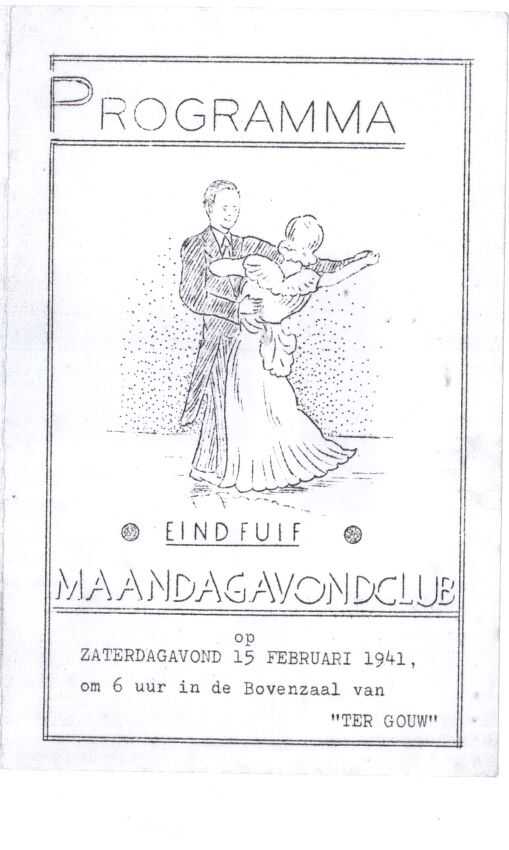 PROGRAMMA
EINDFUIF
MAANDAGAVONDCLUB
op
ZATERDAGAVOND 15 FEBRUARI 1941,
om 6 uur in de Bovenzaal van
"TER GOUW"